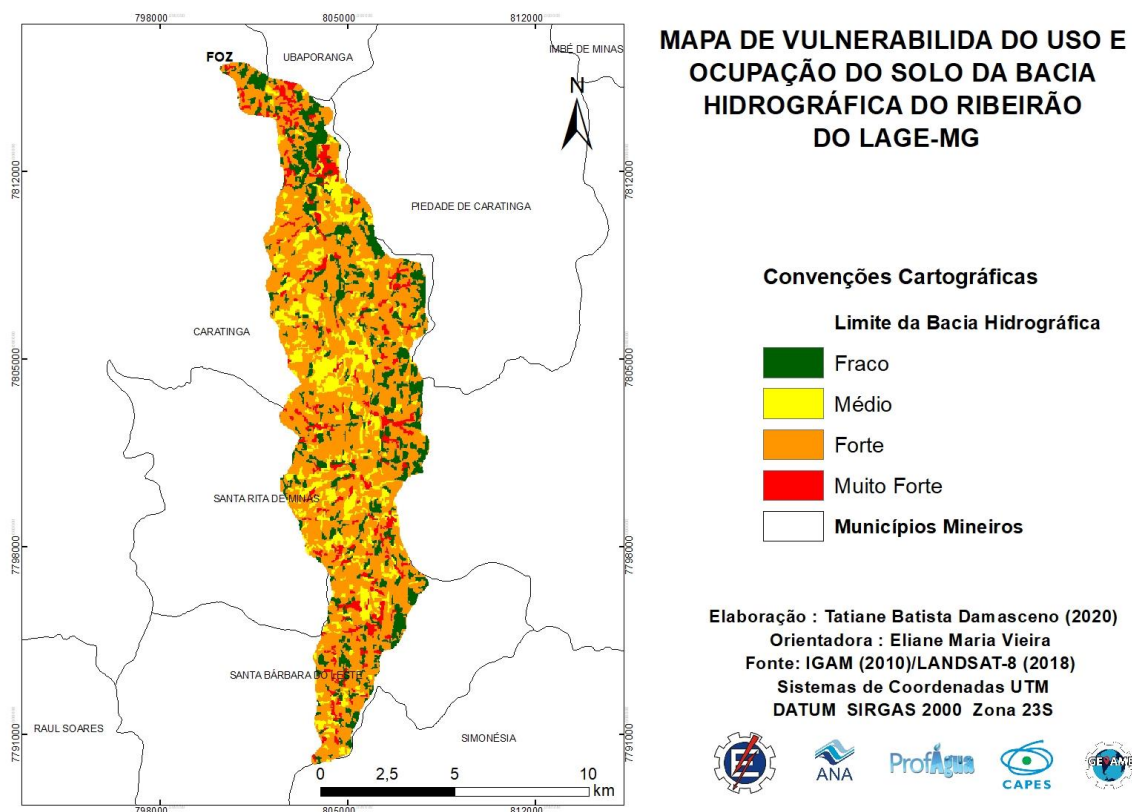 798000
805000
812000
FOZ
UBAPORANGA
IMBÉ DE MINAS
N
7812000
7812000
PIEDADE DE CARATINGA
CARATINGA
7805000
7805000
SANTA RITA DE MINAS
7798000
7798000
SANTA BÁRBARA DO LESTE
RAUL SOARES
SIMONÉSIA
7791000
7791000
0
2,5
5
10
km
798000
805000
812000
MAPA DE VULNERABILIDA DO USO E
OCUPAÇÃO DO SOLO DA BACIA
HIDROGRÁFICA DO RIBEIRÃO
DO LAGE-MG
Convenções Cartográficas
Limite da Bacia Hidrográfica
Fraco
Médio
Forte
Muito Forte
Municípios Mineiros
Elaboração : Tatiane Batista Damasceno (2020)
Orientadora : Eliane Maria Vieira
Fonte: IGAM (2010)/LANDSAT-8 (2018)
Sistemas de Coordenadas UTM
DATUM SIRGAS 2000 Zona 23S
ANA
ProfÁgua
CAPES